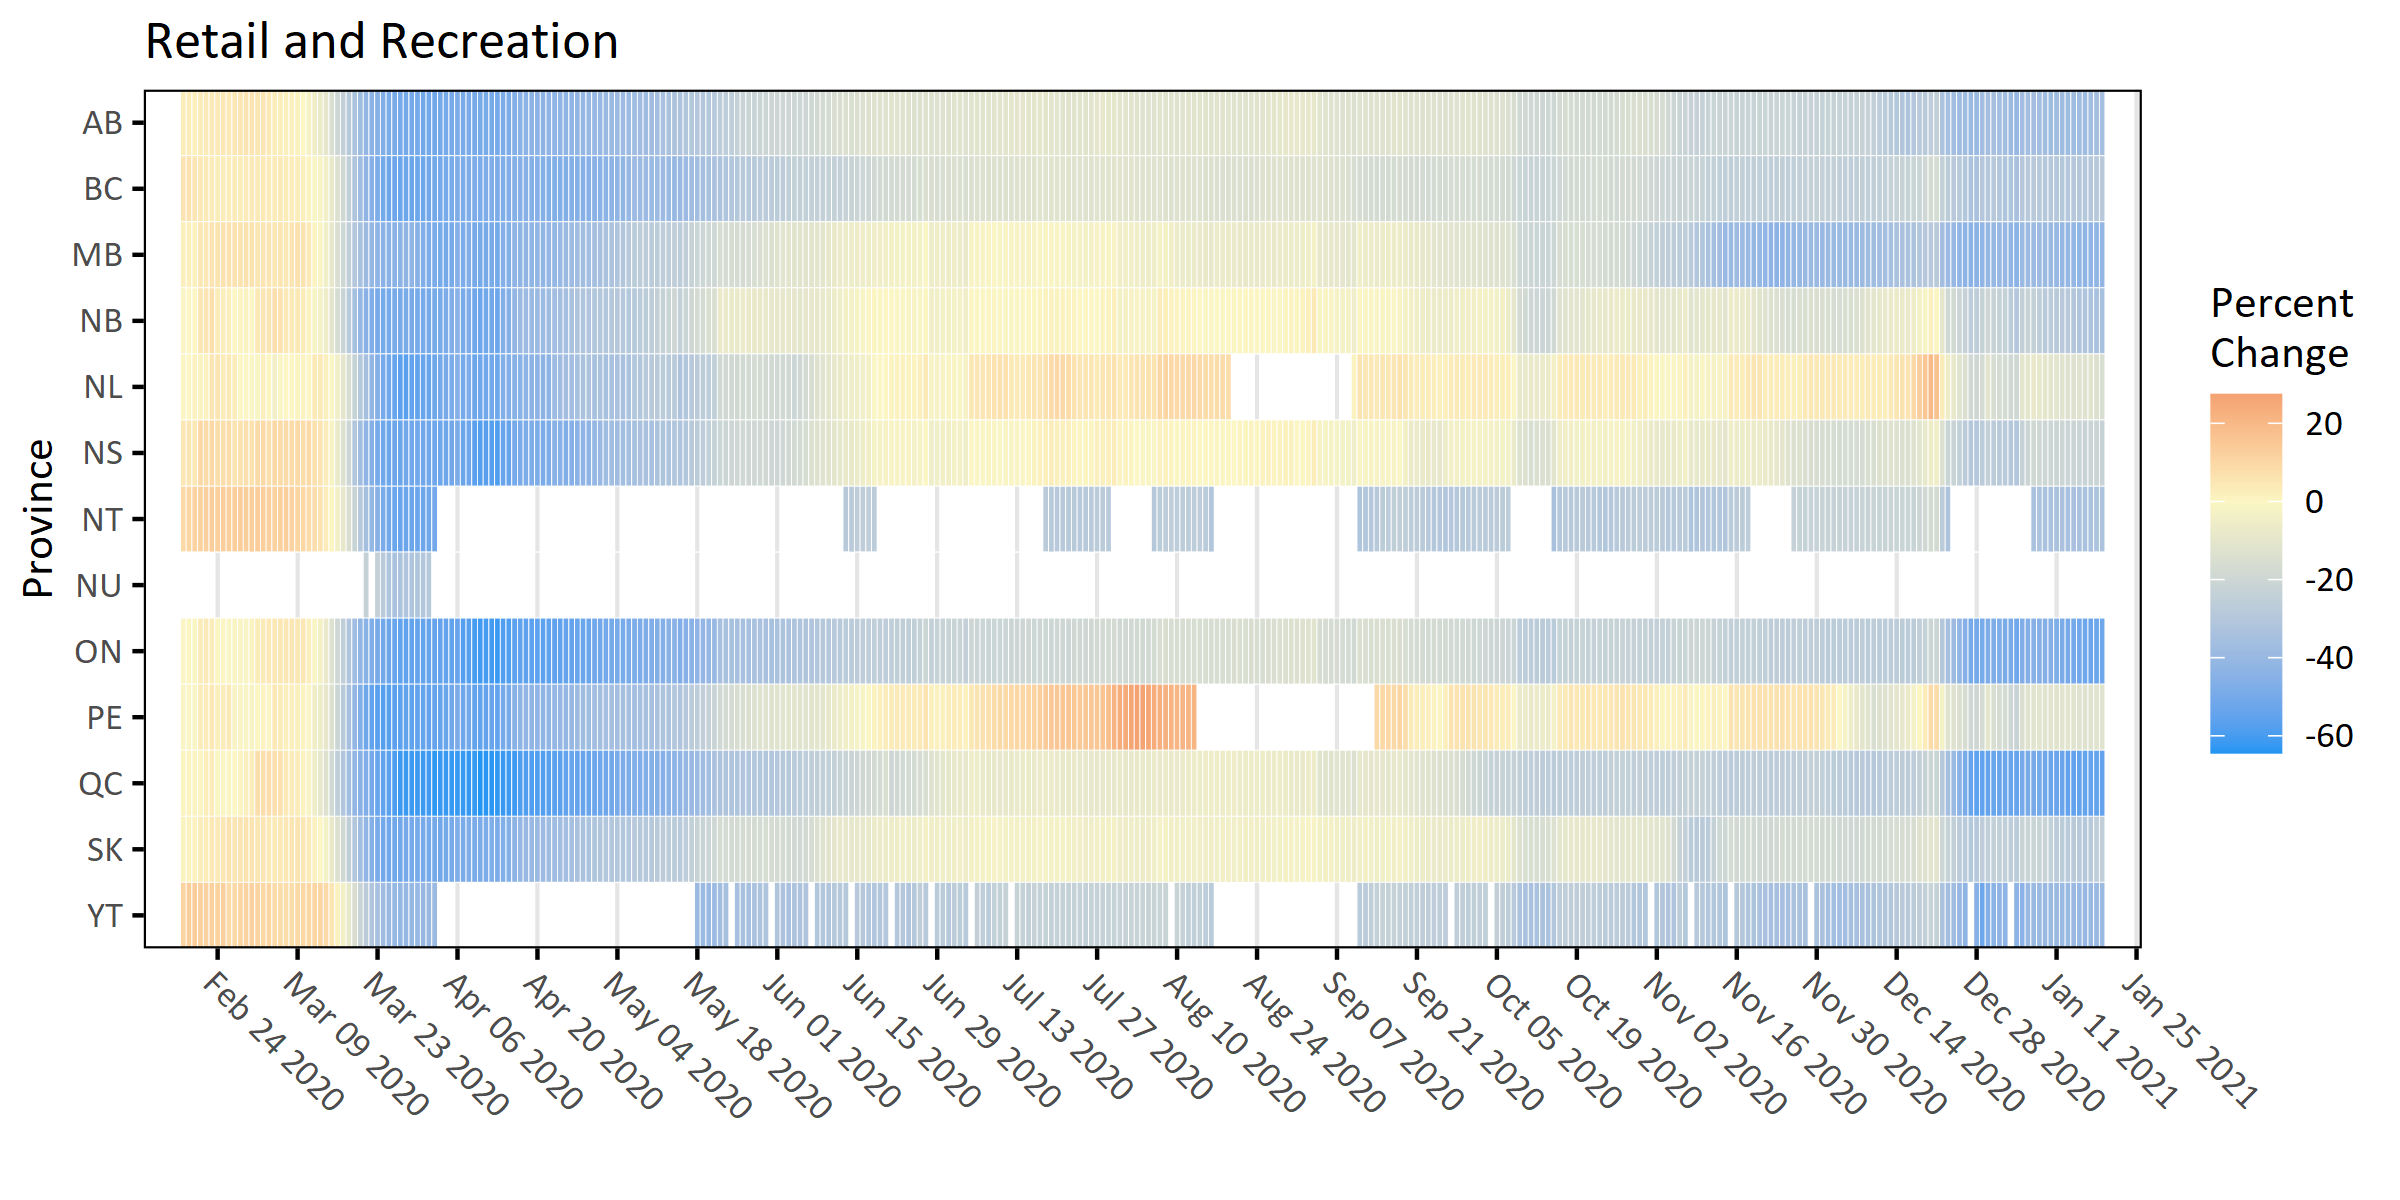 Retail and Recreation
Province
AB
BC
MB
NB
NL
NS
NT
NU
ON
PE
QC
SK
YT
Feb 24 2020
Mar 09 2020
Mar 23 2020
Apr 06 2020
Apr 20 2020
May 04 2020
May 18 2020
Jun 01 2020
Jun 15 2020
Jun 29 2020
Jul 13 2020
Jul 27 2020
Aug 10 2020
Aug 24 2020
Sep 07 2020
Sep 21 2020
Oct 05 2020
Oct 19 2020
Nov 02 2020
Nov 16 2020
Nov 30 2020
Dec 14 2020
Dec 28 2020
Jan 11 2021
Jan 25 2021
Percent
Change
20
0
-20
-40
-60